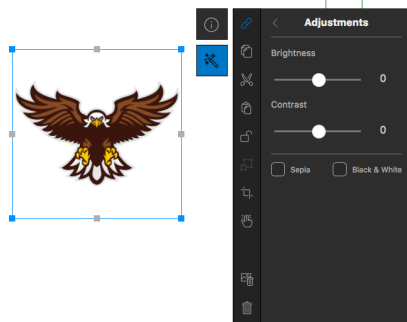 Adjustments
Brightness
0
Contrast
0
Sepia Black & White